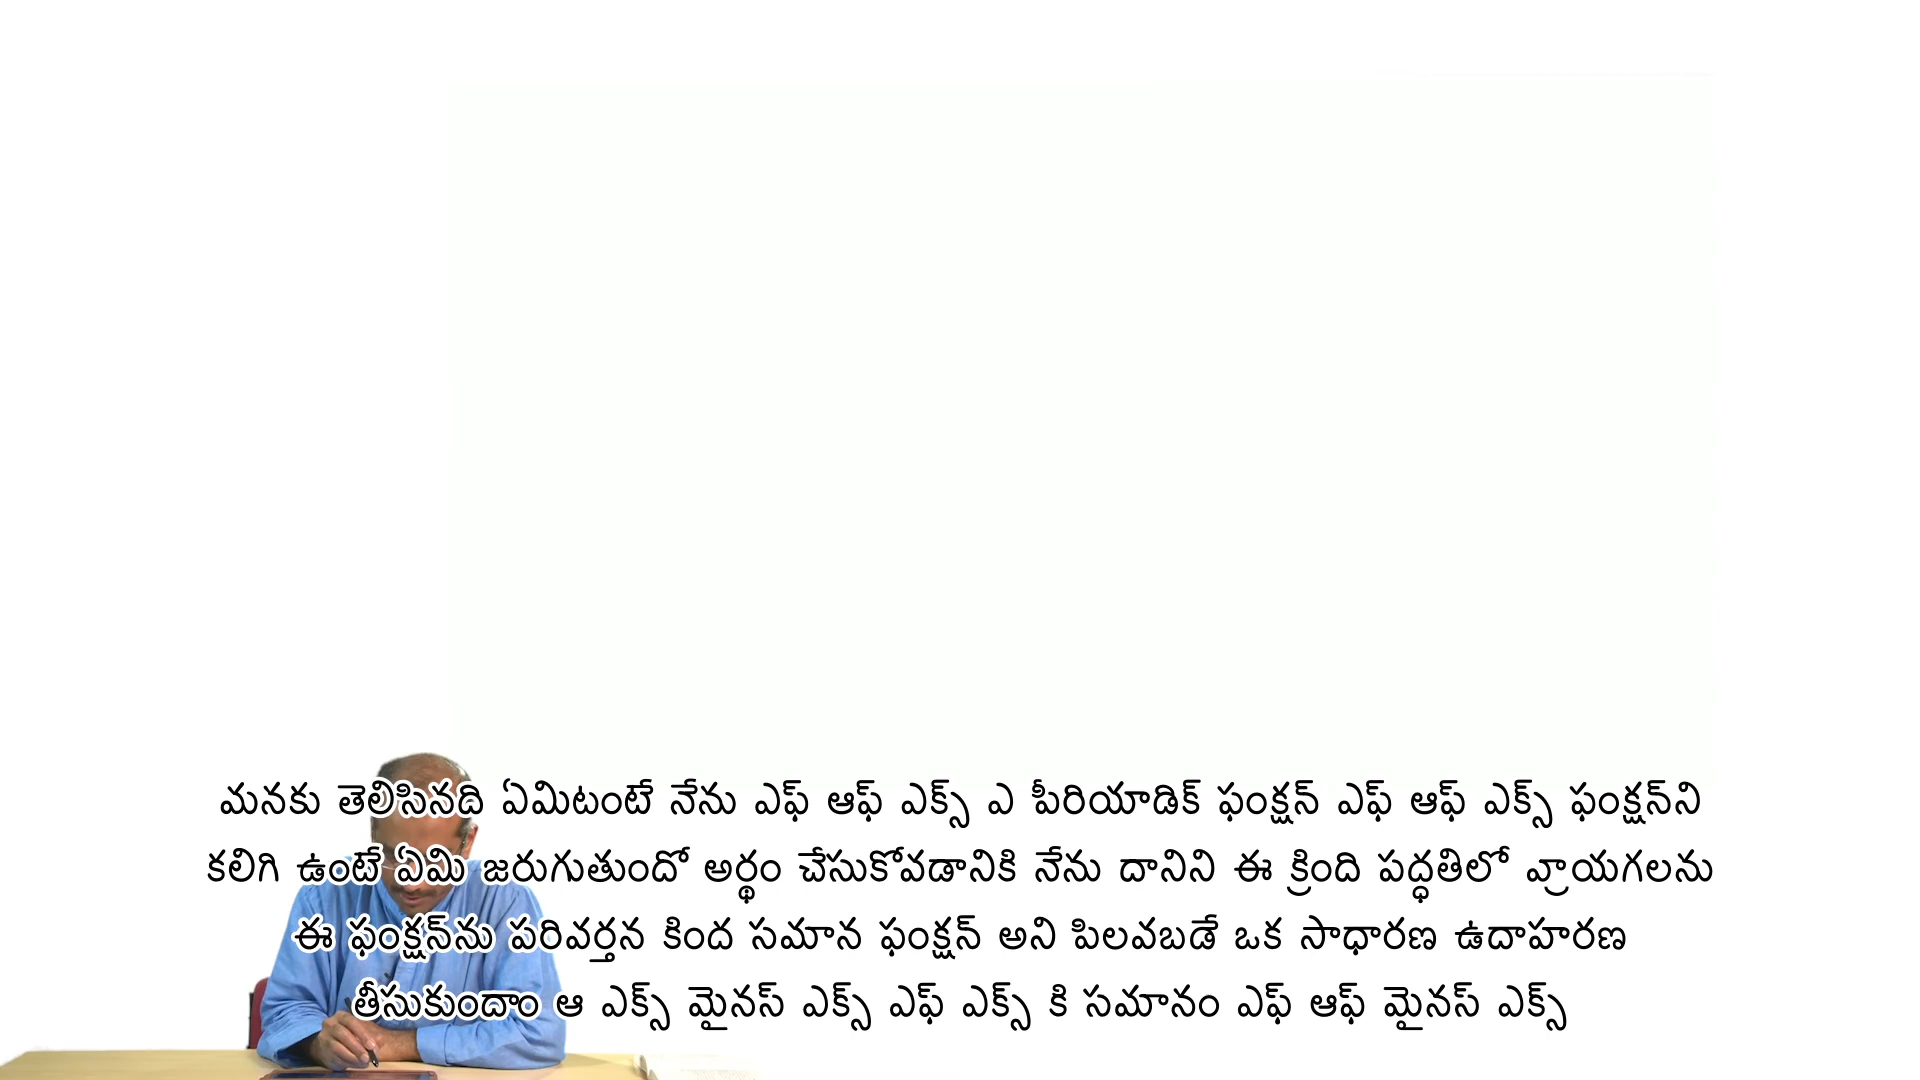 మనకు తెలిసినది ఏమిటంటే నేను ఎఫ్ ఆఫ్ ఎక్స్ ఎ పీరియాడిక్ ఫంక్షన్ ఎఫ్ ఆఫ్ ఎక్స్ ఫంక్షన్‌ని
కలిగి ఉంటే ఏమి జరుగుతుందో అర్థం చేసుకోవడానికి నేను దానిని ఈ క్రింది పద్ధతిలో వ్రాయగలను
ఈ ఫంక్షన్‌ను పరివర్తన కింద సమాన ఫంక్షన్ అని పిలవబడే ఒక సాధారణ ఉదాహరణ
తీసుకుందాం ఆ ఎక్స్ మైనస్ ఎక్స్ ఎఫ్ ఎక్స్ కి సమానం ఎఫ్ ఆఫ్ మైనస్ ఎక్స్